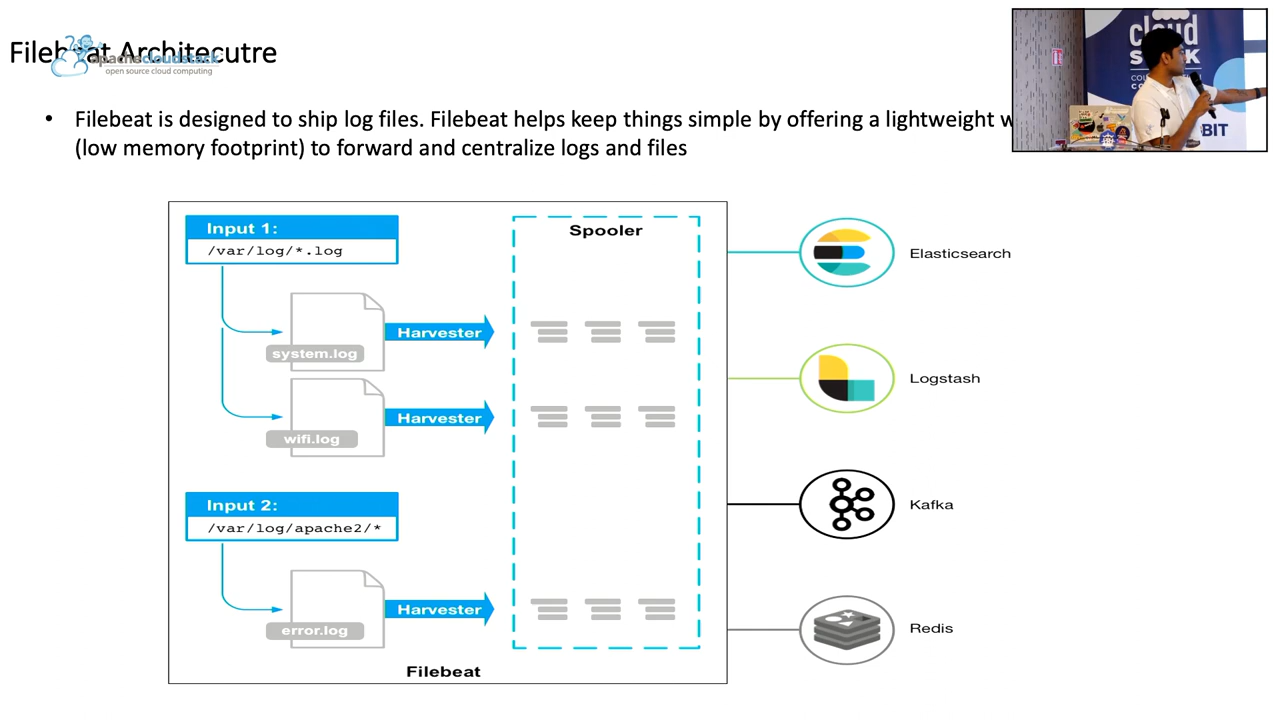 Filebeat Architecutre
apachecloudstack
open source cloud computing
• Filebeat is designed to ship log files. Filebeat helps keep things simple by offering a lightweight
(low memory footprint) to forward and centralize logs and files
cloud
BIT
Input 1:
/var/log/*.log
system.log
Harvester
wifi.log
Harvester
Input 2:
/var/log/apache2/*
error.log
Harvester
Spooler
Filebeat
Elasticsearch
Logstash
Kafka
Redis